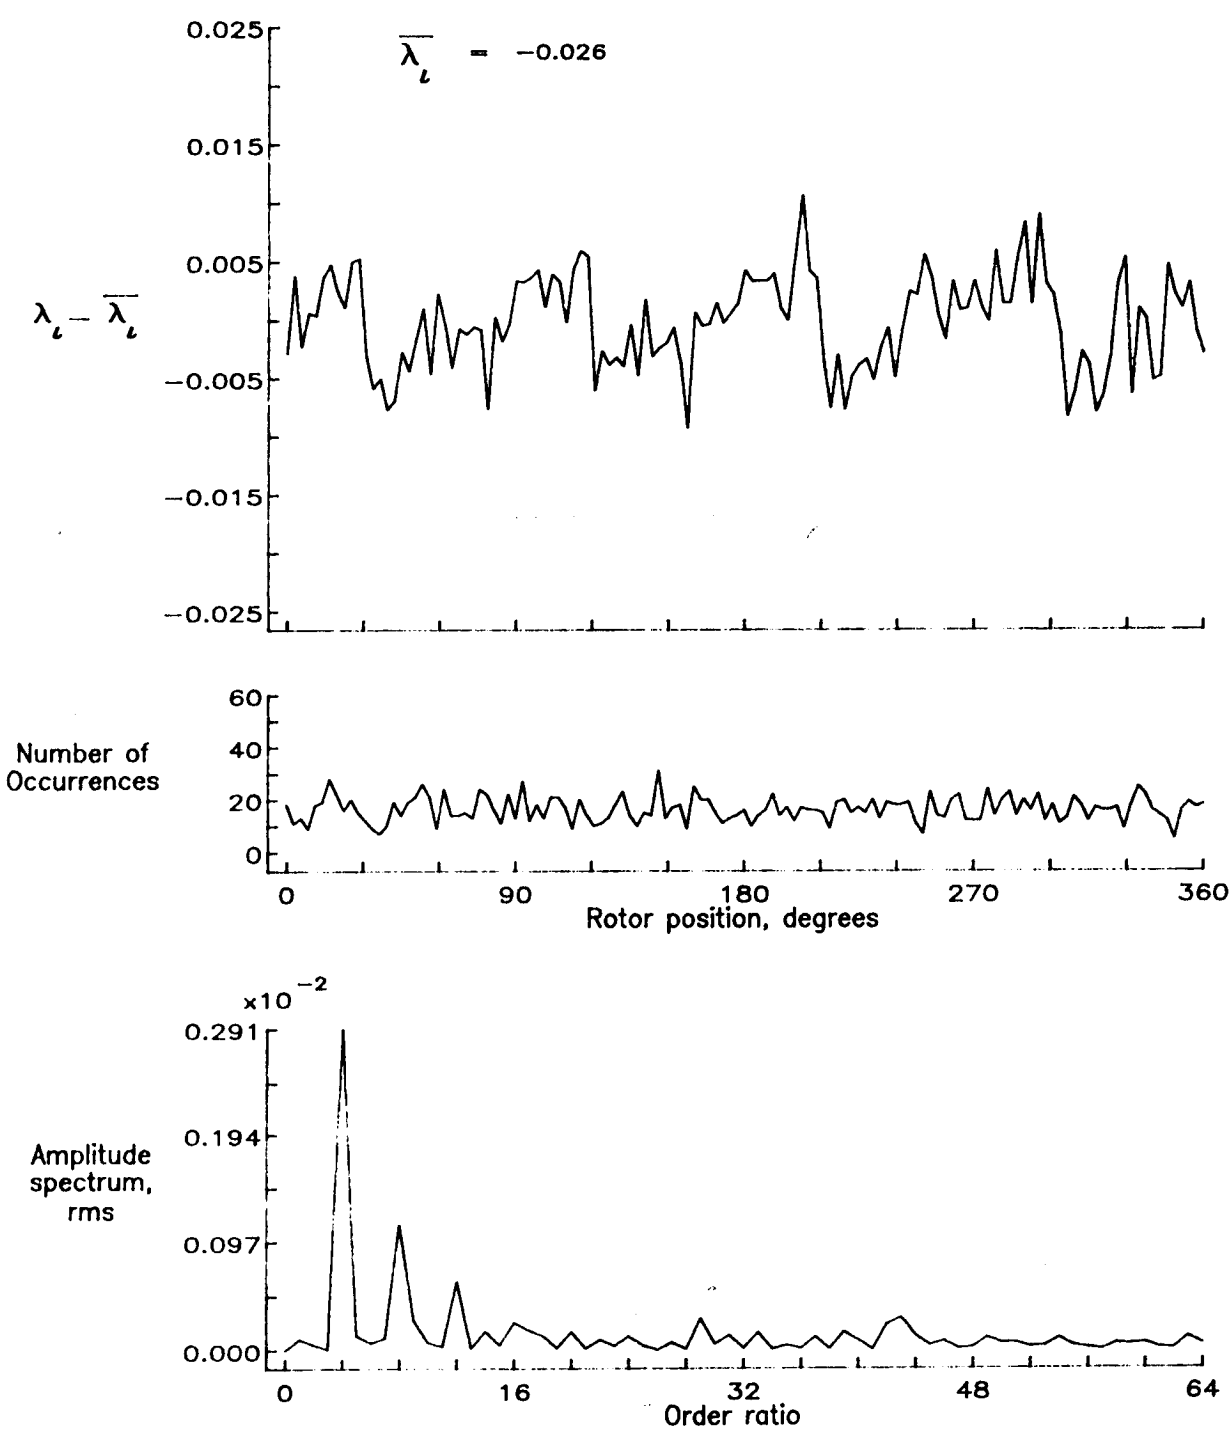 0.025
λ̅ι = −0.026
0.015
0.005
λι − λ̅ι
−0.005
−0.015
−0.025
60
Number of
Occurrences
40
20
0
0 90 180 270 360
Rotor position, degrees
x10 −2
0.291
0.194
Amplitude
spectrum,
rms
0.097
0.000
0 16 32 48 64
Order ratio